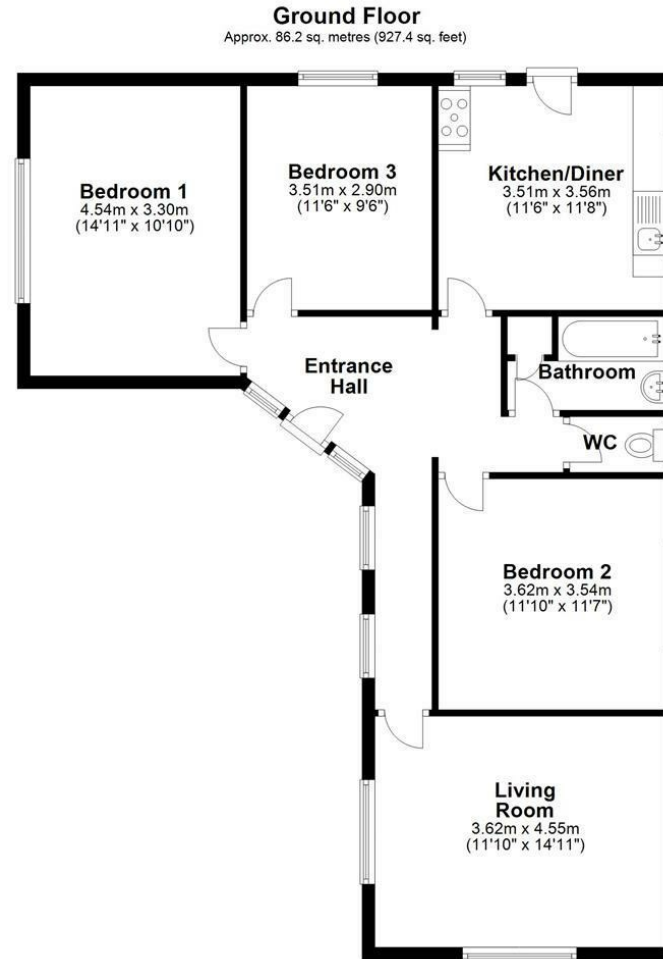 Ground Floor
Approx. 86.2 sq. metres (927.4 sq. feet)
Bedroom 1
4.54m x 3.30m
(14'11" x 10'10")
Bedroom 3
3.51m x 2.90m
(11'6" x 9'6")
Kitchen/Diner
3.51m x 3.56m
(11'6" x 11'8")
Entrance
Hall
Bathroom
WC
Bedroom 2
3.62m x 3.54m
(11'10" x 11'7")
Living
Room
3.62m x 4.55m
(11'10" x 14'11")